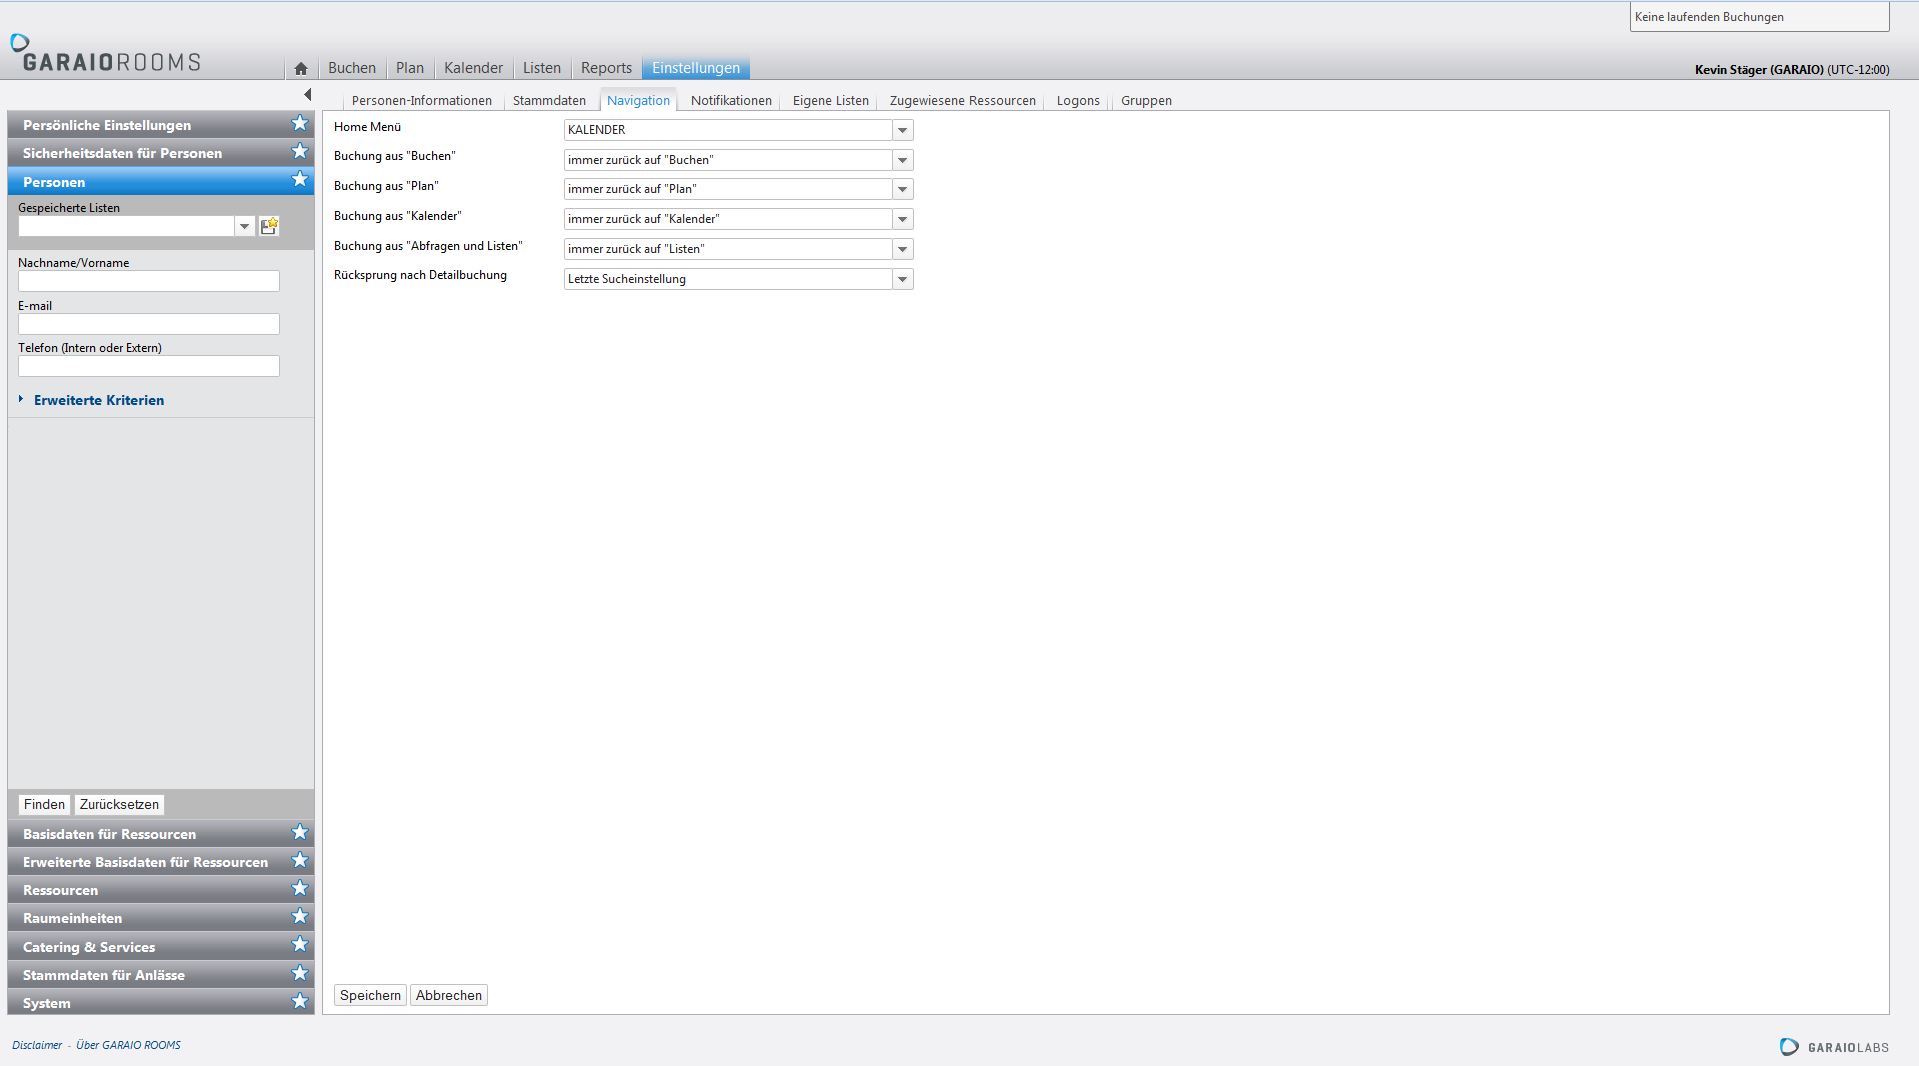 Keine laufenden Buchungen
GARAIOROOMS
Buchen
Plan
Kalender
Listen
Reports
Einstellungen
Kevin Stäger (GARAIO) (UTC-12:00)
Personen-Informationen
Stammdaten
Navigation
Notifikationen
Eigene Listen
Zugewiesene Ressourcen
Logons
Gruppen
Persönliche Einstellungen
Sicherheitsdaten für Personen
Personen
Gespeicherte Listen
Nachname/Vorname
E-mail
Telefon (Intern oder Extern)
Erweiterte Kriterien
Finden
Zurücksetzen
Basisdaten für Ressourcen
Erweiterte Basisdaten für Ressourcen
Ressourcen
Raumeinheiten
Catering & Services
Stammdaten für Anlässe
System
Home Menü
KALENDER
Buchung aus "Buchen"
immer zurück auf "Buchen"
Buchung aus "Plan"
immer zurück auf "Plan"
Buchung aus "Kalender"
immer zurück auf "Kalender"
Buchung aus "Abfragen und Listen"
immer zurück auf "Listen"
Rücksprung nach Detailbuchung
Letzte Sucheinstellung
Speichern
Abbrechen
Disclaimer - Über GARAIO ROOMS
GARAIOLABS